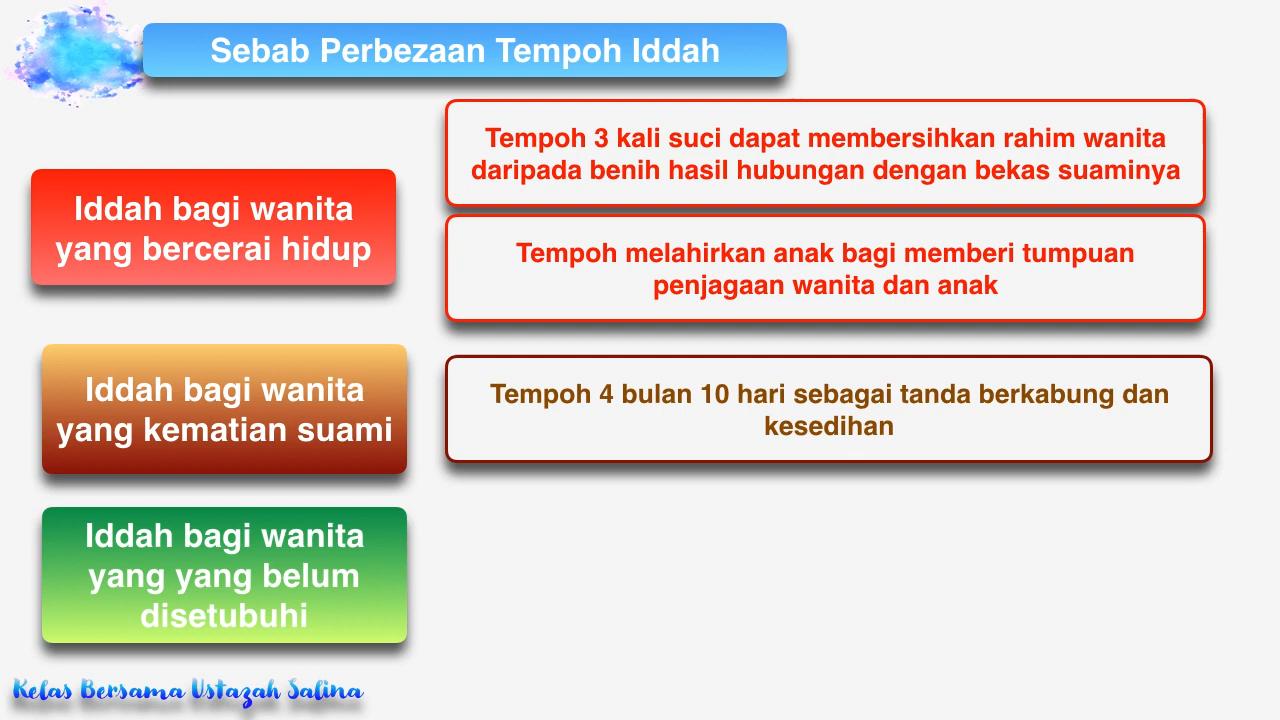 Sebab Perbezaan Tempoh Iddah
Iddah bagi wanita
yang bercerai hidup
Tempoh 3 kali suci dapat membersihkan rahim wanita
daripada benih hasil hubungan dengan bekas suaminya
Tempoh melahirkan anak bagi memberi tumpuan
penjagaan wanita dan anak
Iddah bagi wanita
yang kematian suami
Tempoh 4 bulan 10 hari sebagai tanda berkabung dan
kesedihan
Iddah bagi wanita
yang yang belum
disetubuhi
Kelas Bersama Ustazah Salina